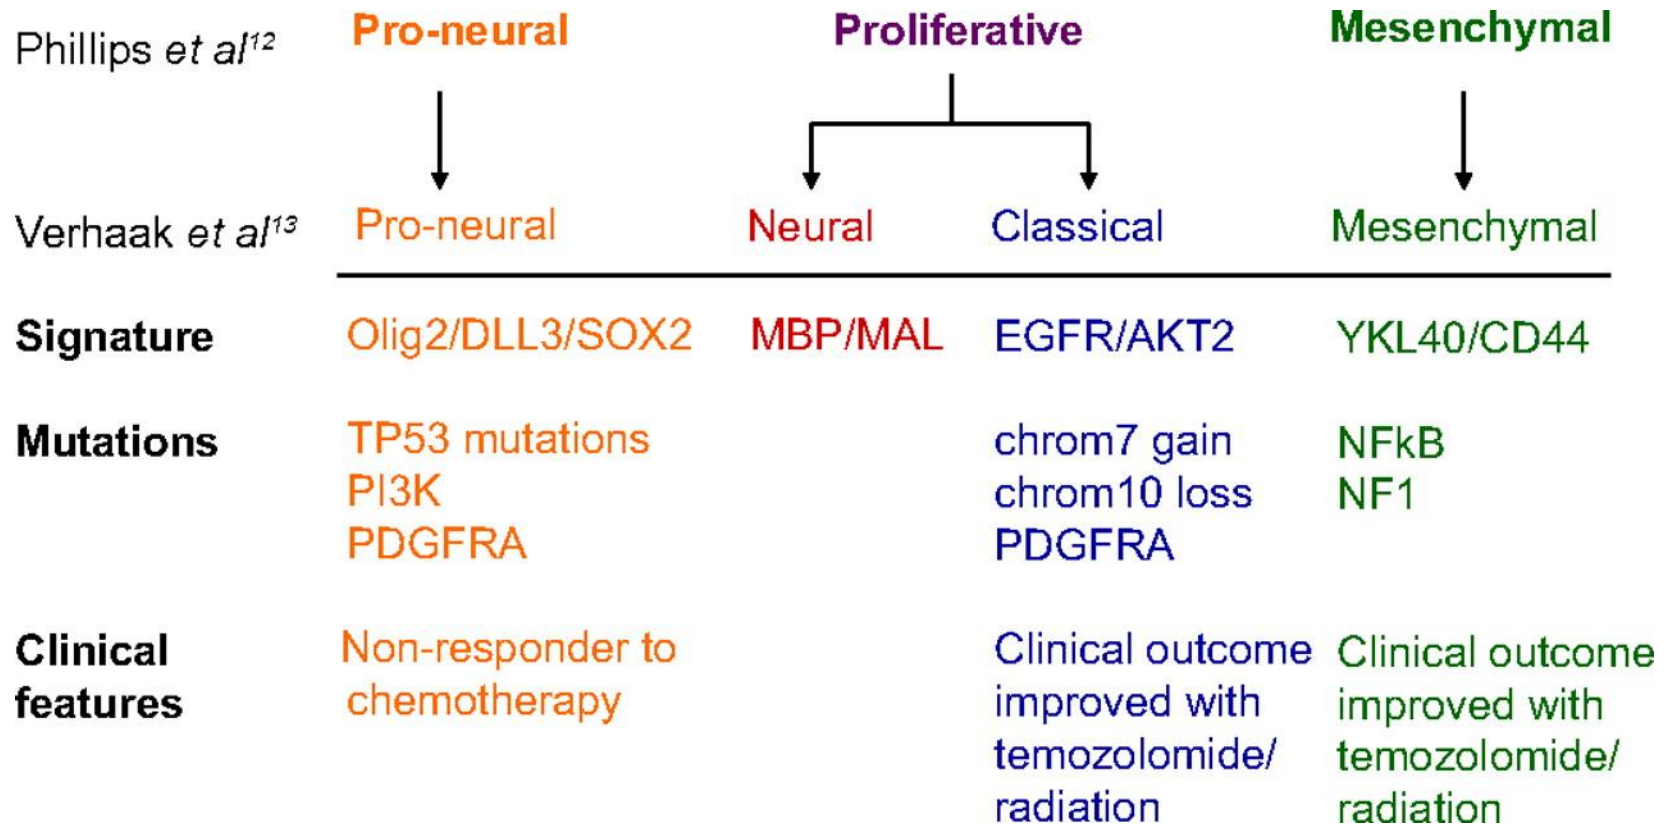 Phillips et al12 Pro-neural Proliferative Mesenchymal
Verhaak et al13 Pro-neural Neural Classical Mesenchymal
Signature Olig2/DLL3/SOX2 MBP/MAL EGFR/AKT2 YKL40/CD44
Mutations TP53 mutations chrom7 gain NFkB
PI3K chrom10 loss NF1
PDGFRA PDGFRA
Clinical Non-responder to Clinical outcome Clinical outcome
features chemotherapy improved with improved with
temozolomide/ temozolomide/
radiation radiation